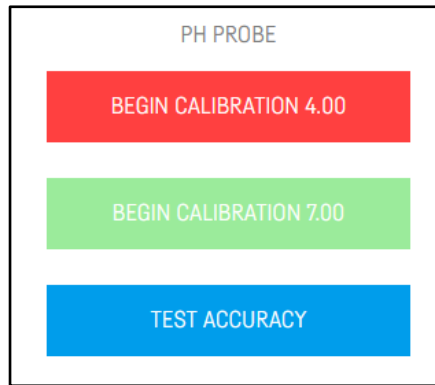 PH PROBE
BEGIN CALIBRATION 4.00
BEGIN CALIBRATION 7.00
TEST ACCURACY